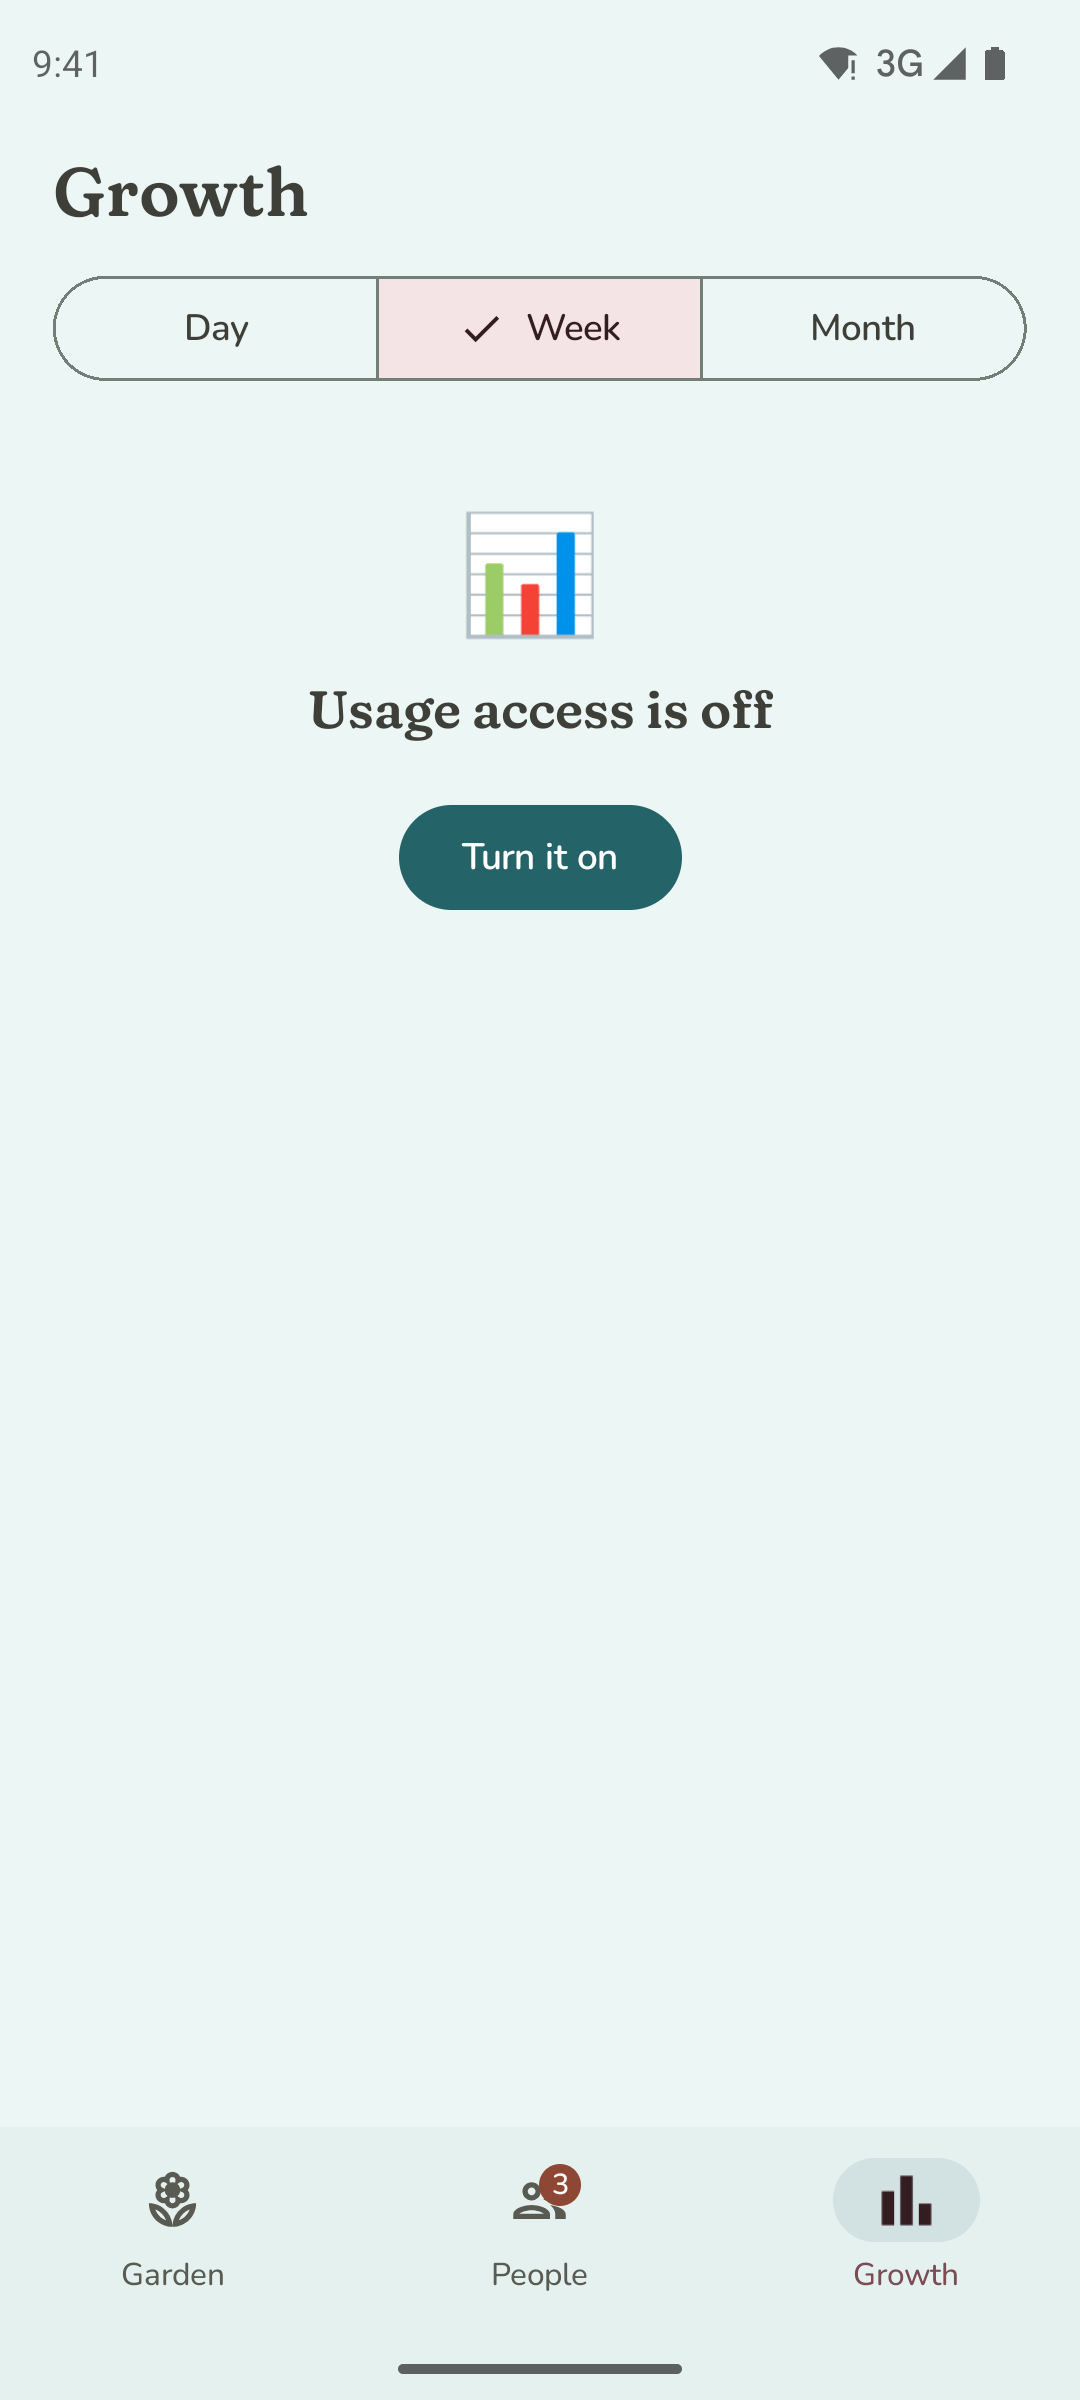 9:41
3G
Growth
Day
Week
Month
Usage access is off
Turn it on
3
Garden
People
Growth